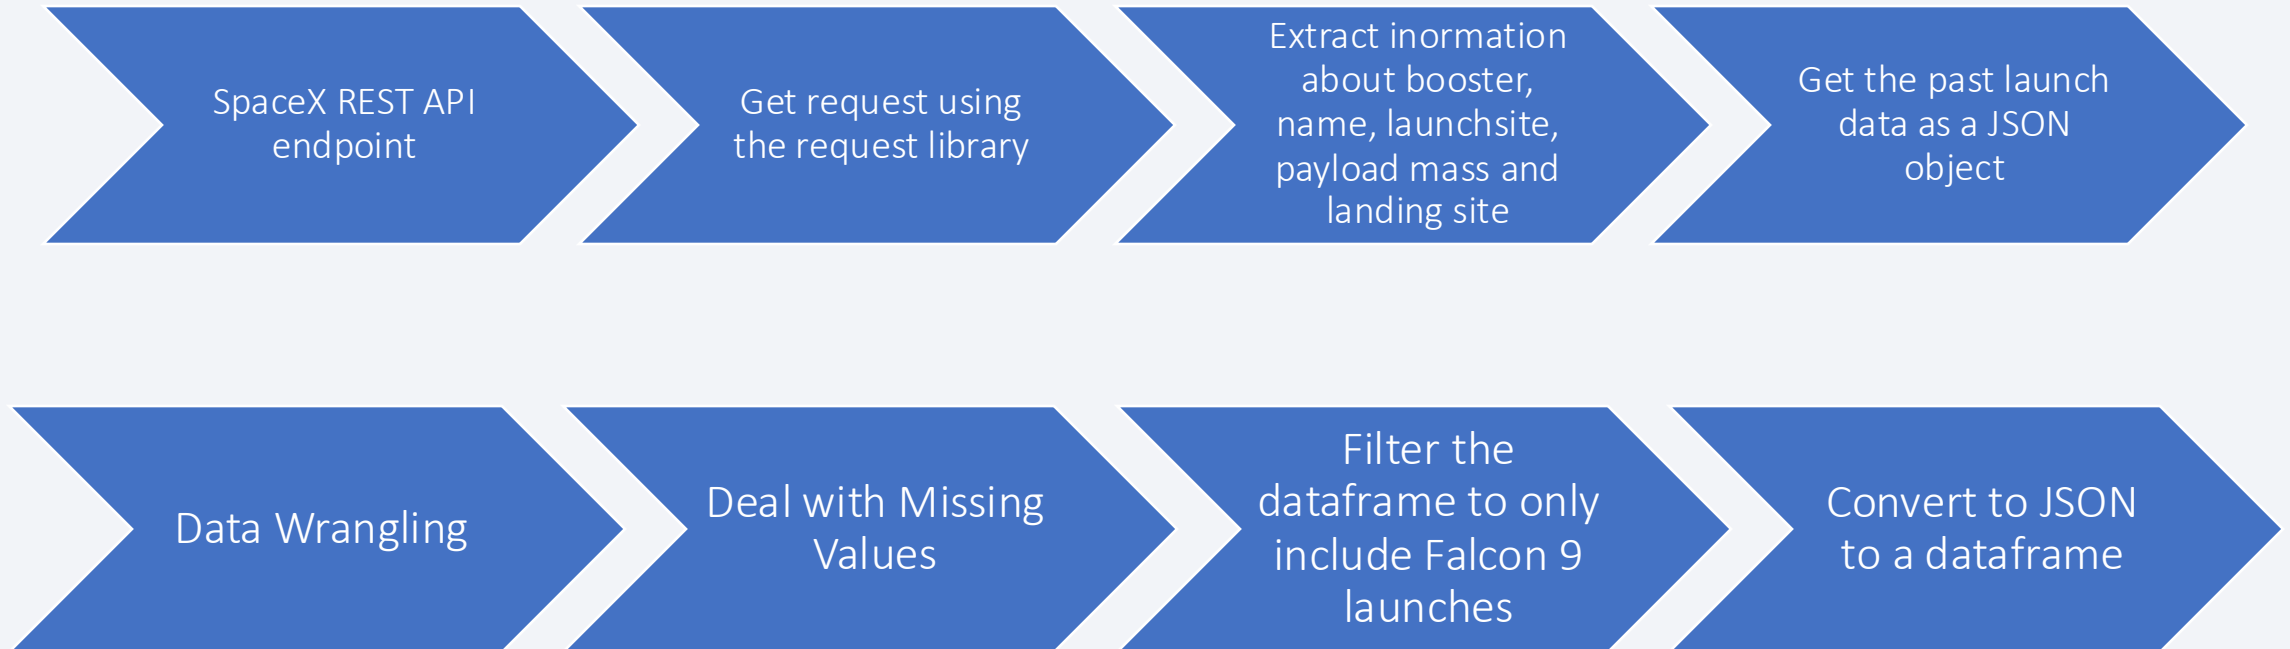 SpaceX REST API
endpoint
Get request using
the request library
Extract inormation
about booster,
name, launchsite,
payload mass and
landing site
Get the past launch
data as a JSON
object
Data Wrangling
Deal with Missing
Values
Filter the
dataframe to only
include Falcon 9
launches
Convert to JSON
to a dataframe